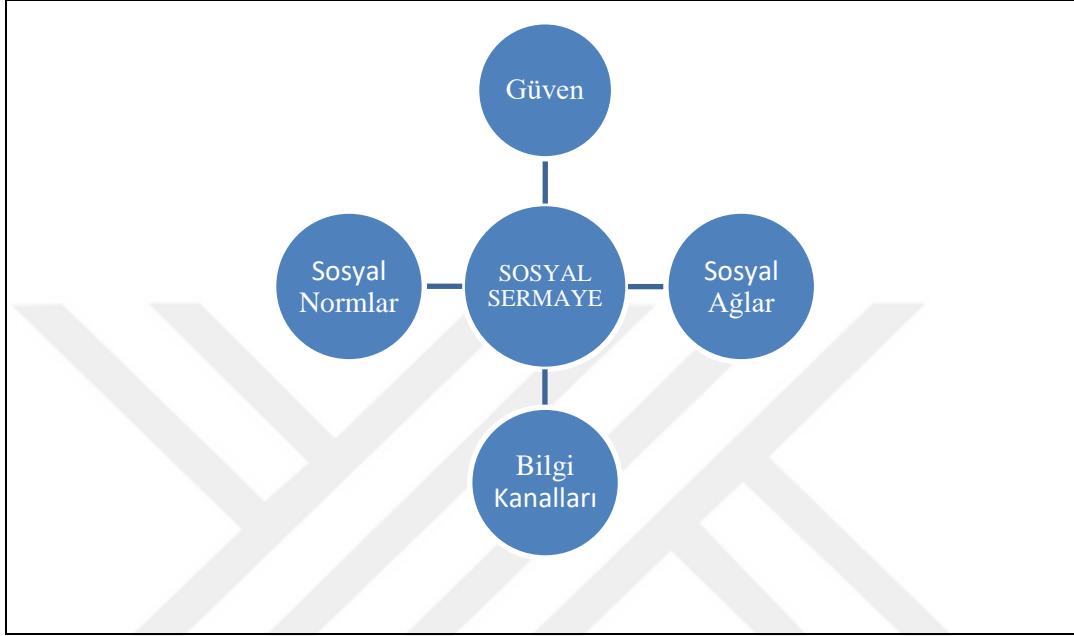 Güven
Sosyal
Normlar
SOSYAL
SERMAYE
Sosyal
Ağlar
Bilgi
Kanalları